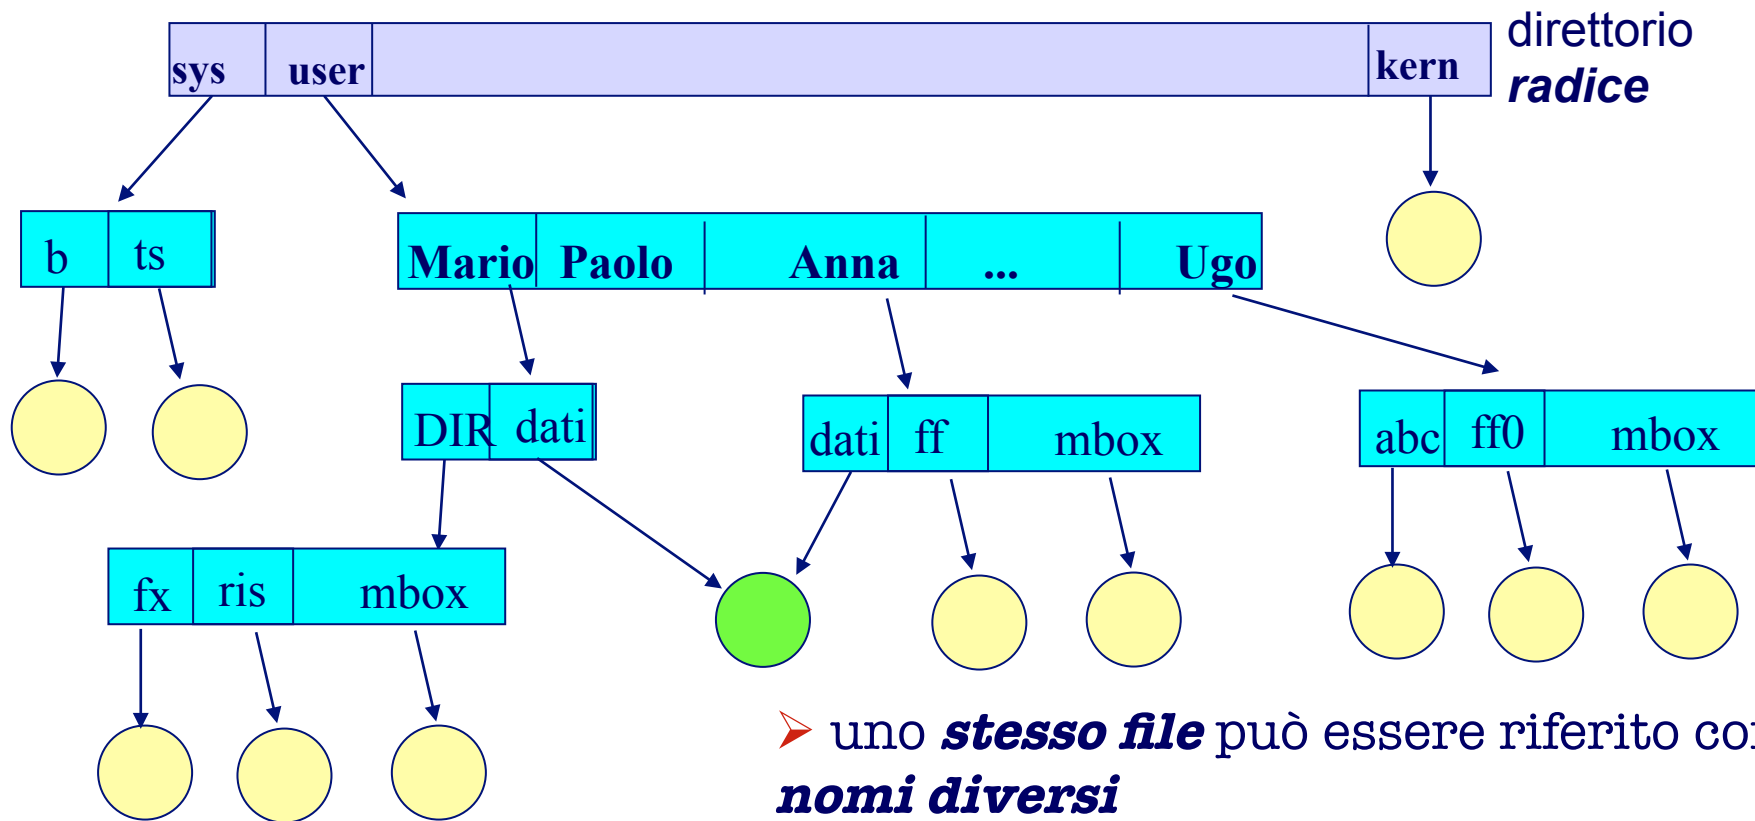 direttorio
radice
sys user kern
b ts
Mario Paolo Anna ... Ugo
DIR dati
dati ff mbox
abc ff0 mbox
fx ris mbox
➢ uno stesso file può essere riferito
nomi diversi